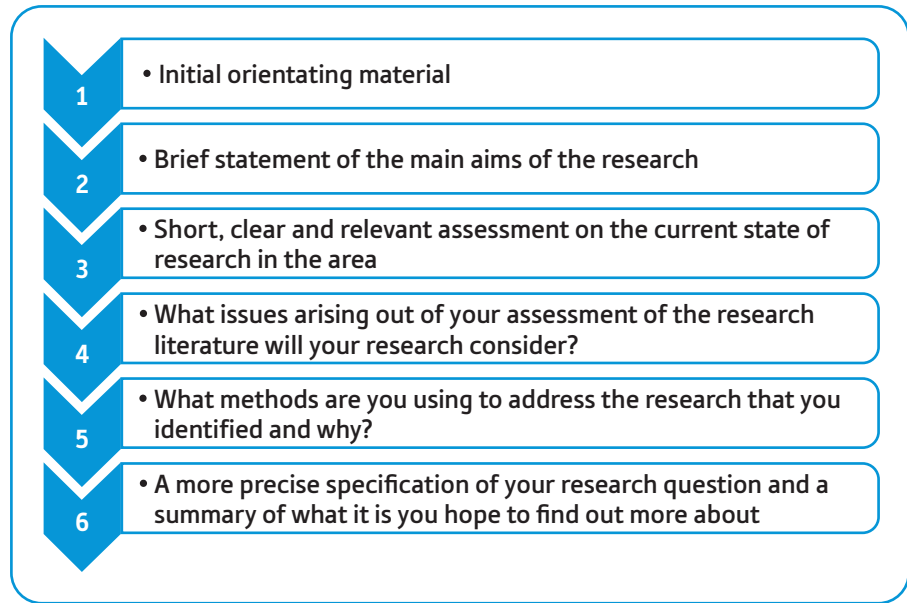 1
• Initial orientating material
2
• Brief statement of the main aims of the research
3
• Short, clear and relevant assessment on the current state of
research in the area
4
• What issues arising out of your assessment of the research
literature will your research consider?
5
• What methods are you using to address the research that you
identified and why?
6
• A more precise specification of your research question and a
summary of what it is you hope to find out more about